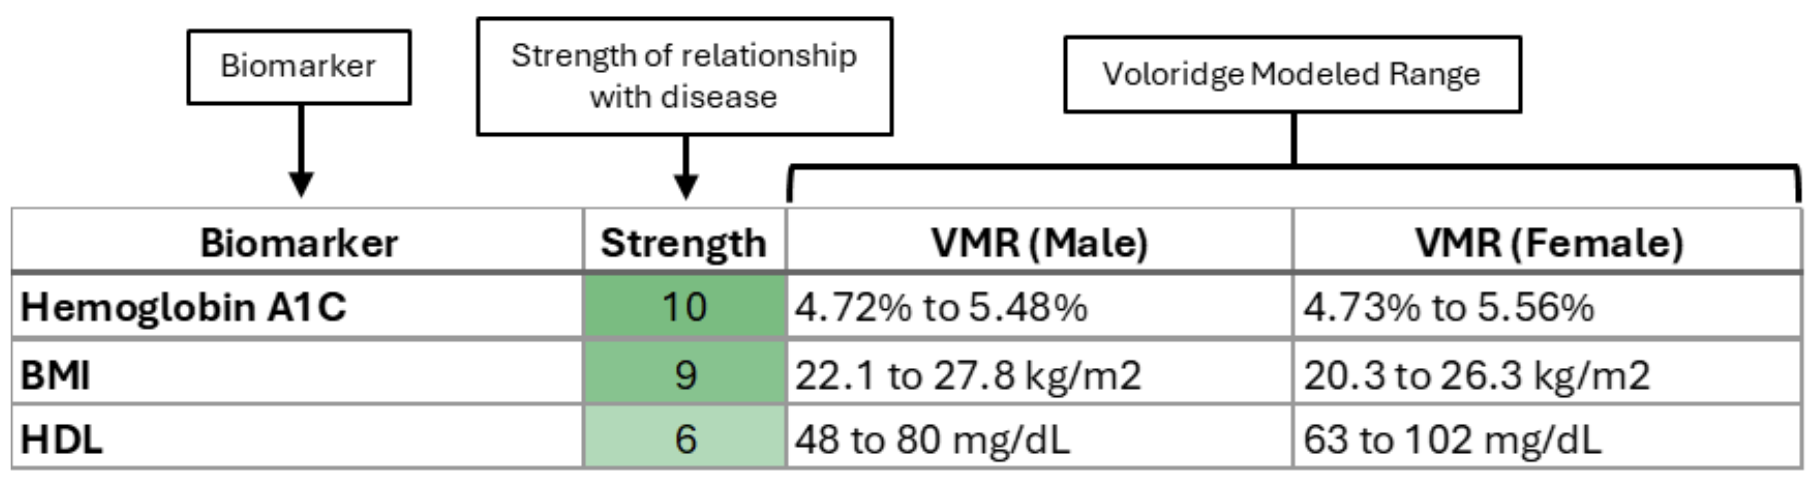 Biomarker
Strength of relationship
with disease
Voloridge Modeled Range
Biomarker Strength VMR (Male) VMR (Female)
Hemoglobin A1C 10 4.72% to 5.48% 4.73% to 5.56%
BMI 9 22.1 to 27.8 kg/m2 20.3 to 26.3 kg/m2
HDL 6 48 to 80 mg/dL 63 to 102 mg/dL